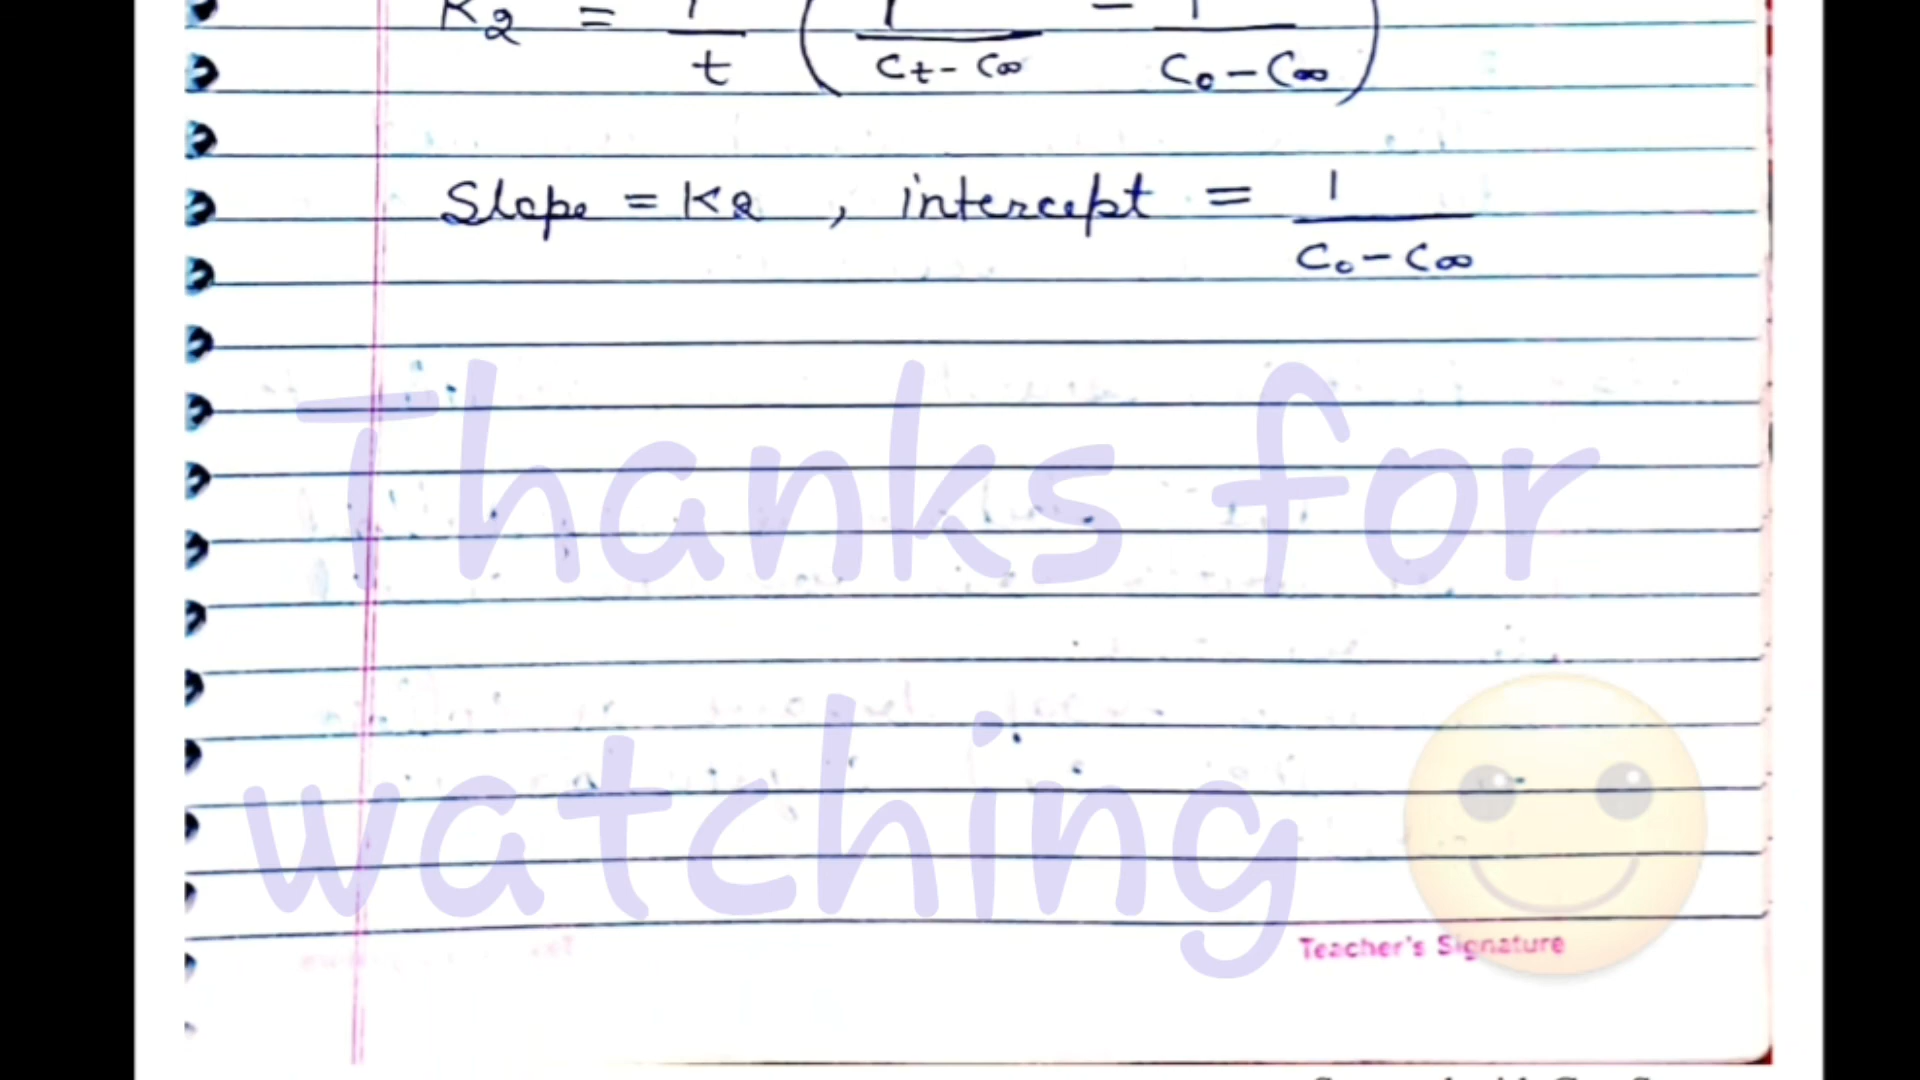 K₂ = 1/t ( 1/(Ct - C∞) - 1/(C₀ - C∞) )
Slope = K₂ , intercept = 1/(C₀ - C∞)
Thanks for
watching
Teacher's Signature